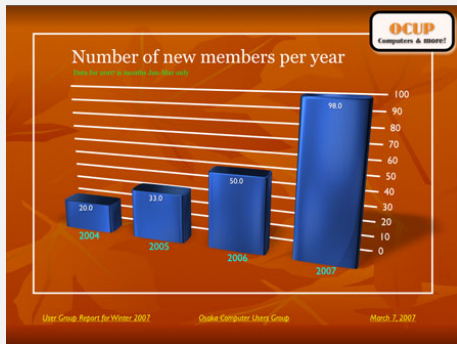 OCUP
Computers & more!
Number of new members per year
Data for 2007 is months Jan-Mar only
100
90
80
70
60
50
40
30
20
10
0
20.0
33.0
50.0
98.0
2004
2005
2006
2007
User Group Report for Winter 2007
Osaka Computer Users Group
March 7, 2007